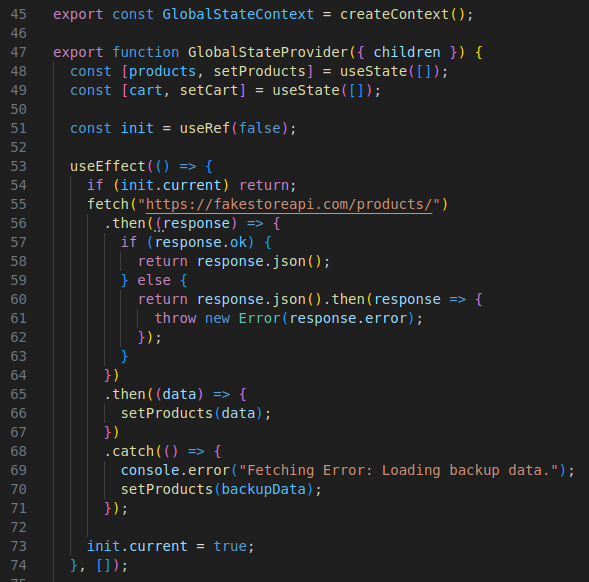 45 export const GlobalStateContext = createContext();
46
47 export function GlobalStateProvider({ children }) {
48   const [products, setProducts] = useState([]);
49   const [cart, setCart] = useState([]);
50
51   const init = useRef(false);
52
53   useEffect(() => {
54     if (init.current) return;
55     fetch("https://fakestoreapi.com/products/")
56       .then((response) => {
57         if (response.ok) {
58           return response.json();
59         } else {
60           return response.json().then(response => {
61             throw new Error(response.error);
62           });
63         }
64       })
65       .then((data) => {
66         setProducts(data);
67       })
68       .catch(() => {
69         console.error("Fetching Error: Loading backup data.");
70         setProducts(backupData);
71       });
72
73     init.current = true;
74   }, []);